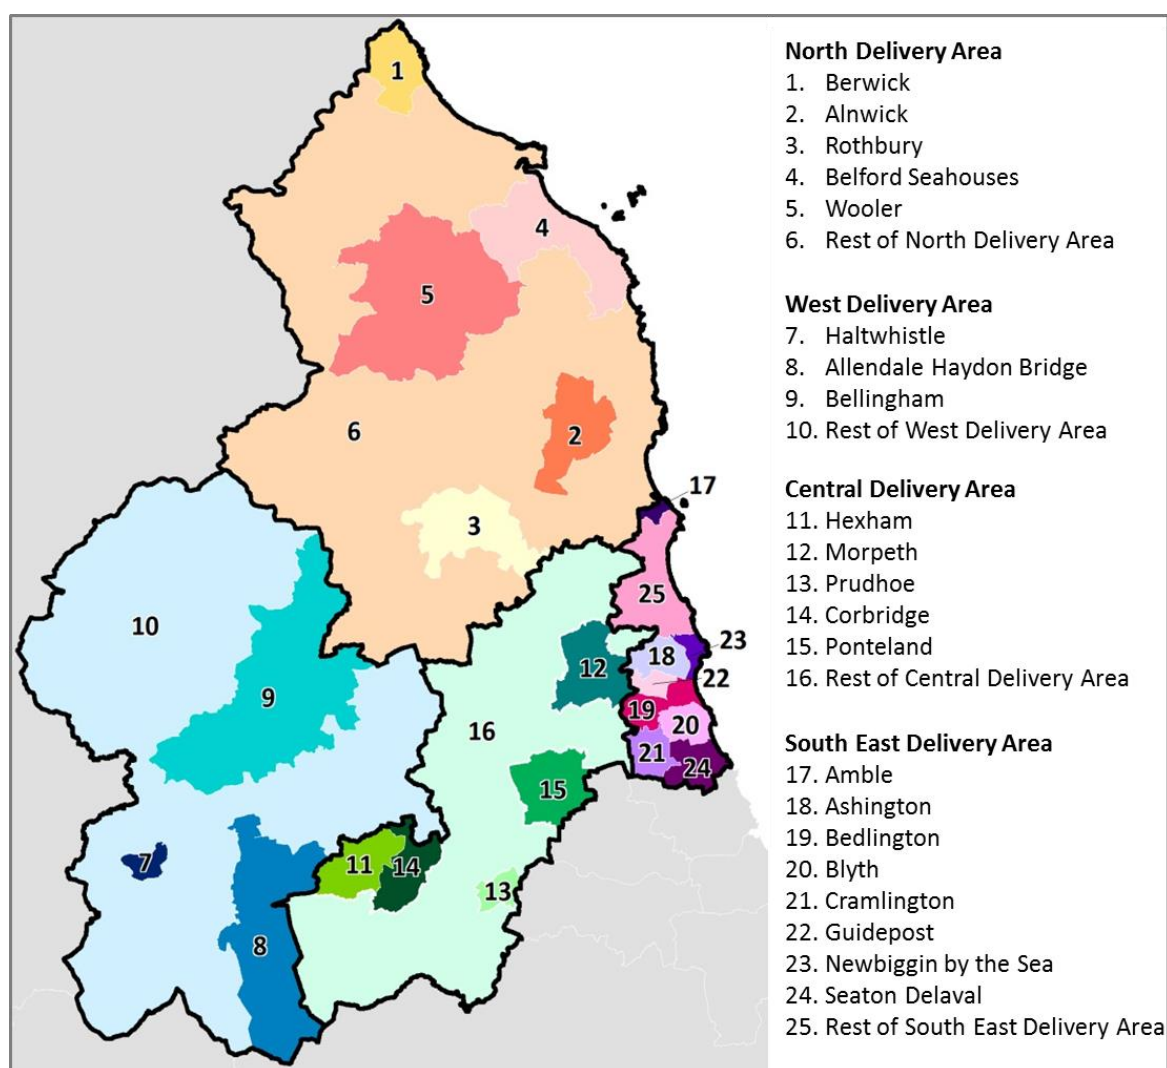 1
4
5
6
2
17
3
25
10
23
18
12
22
9
19
16
20
21
24
15
7
11
14
13
8
North Delivery Area
1. Berwick
2. Alnwick
3. Rothbury
4. Belford Seahouses
5. Wooler
6. Rest of North Delivery Area
West Delivery Area
7. Haltwhistle
8. Allendale Haydon Bridge
9. Bellingham
10. Rest of West Delivery Area
Central Delivery Area
11. Hexham
12. Morpeth
13. Prudhoe
14. Corbridge
15. Ponteland
16. Rest of Central Delivery Area
South East Delivery Area
17. Amble
18. Ashington
19. Bedlington
20. Blyth
21. Cramlington
22. Guidepost
23. Newbiggin by the Sea
24. Seaton Delaval
25. Rest of South East Delivery Area